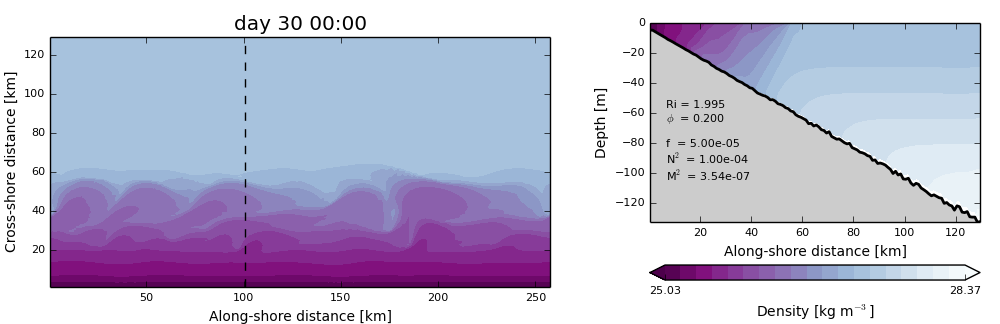 day 30 00:00
120
100
80
60
40
20
Cross-shore distance [km]
50
100
150
200
250
Along-shore distance [km]
0
−20
−40
−60
−80
−100
−120
Depth [m]
Ri = 1.995
ϕ = 0.200
f = 5.00e-05
N² = 1.00e-04
M² = 3.54e-07
20
40
60
80
100
120
Along-shore distance [km]
25.03
28.37
Density [kg m⁻³]